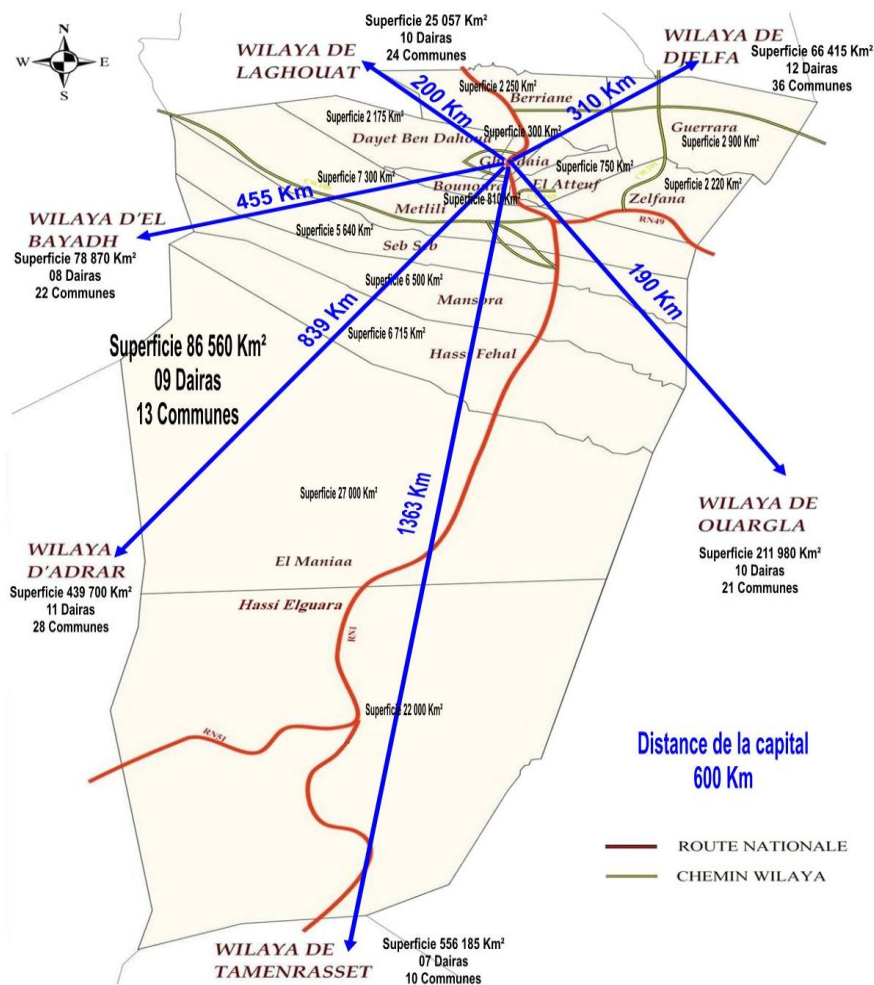 N
W
E
S
Superficie 25 057 Km²
10 Dairas
24 Communes
WILAYA DE
LAGHOUAT
WILAYA DE
DJELFA
Superficie 66 415 Km²
12 Dairas
36 Communes
200 Km
310 Km
Superficie 2 250 Km²
Berriane
Superficie 2 175 Km²
Dayet Ben Dahoua
Superficie 300 Km²
Guerrara
Superficie 2 900 Km²
Ghardaia
Superficie 750 Km²
Superficie 7 300 Km²
Bounoura
El Atteuf
Superficie 2 220 Km²
455 Km
Superficie 810 Km²
Metlili
Zelfana
RN49
WILAYA D'EL
BAYADH
Superficie 78 870 Km²
08 Dairas
22 Communes
Superficie 5 640 Km²
Seb Seb
Superficie 6 500 Km²
Mansora
190 Km
839 Km
Superficie 6 715 Km²
Hassi Fehal
Superficie 86 560 Km²
09 Dairas
13 Communes
1363 Km
Superficie 27 000 Km²
WILAYA DE
OUARGLA
Superficie 211 980 Km²
10 Dairas
21 Communes
WILAYA
D'ADRAR
Superficie 439 700 Km²
11 Dairas
28 Communes
El Maniaa
Hassi Elguara
RN1
Superficie 22 000 Km²
RN51
Distance de la capital
600 Km
ROUTE NATIONALE
CHEMIN WILAYA
WILAYA DE
TAMENRASSET
Superficie 556 185 Km²
07 Dairas
10 Communes